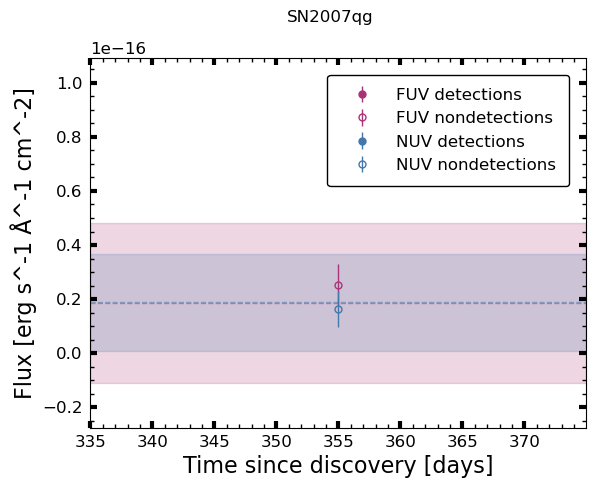 SN2007qg
1e−16
1.0
0.8
0.6
0.4
0.2
0.0
−0.2
Flux [erg s^-1 Å^-1 cm^-2]
FUV detections
FUV nondetections
NUV detections
NUV nondetections
335 340 345 350 355 360 365 370
Time since discovery [days]